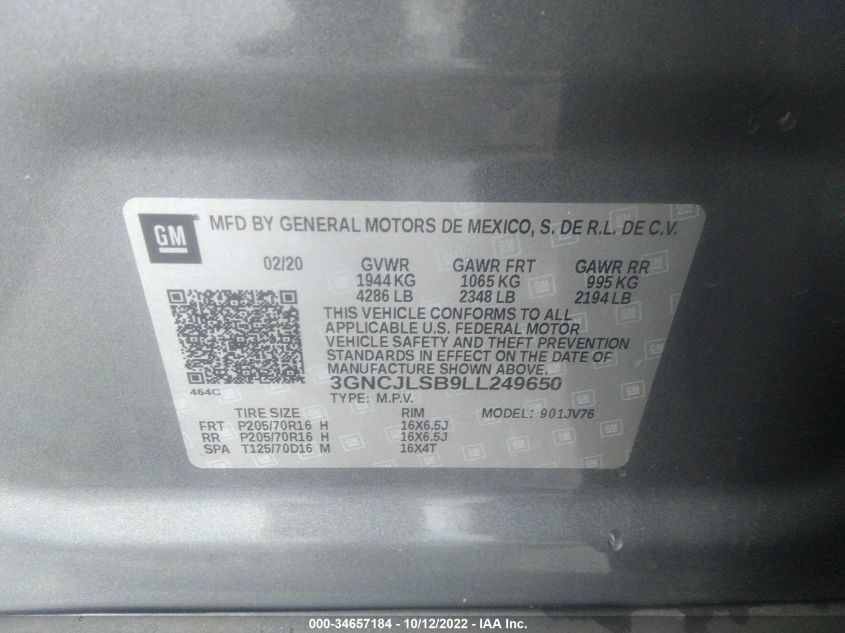 GM
MFD BY GENERAL MOTORS DE MEXICO, S. DE R.L. DE C.V.
02/20 GVWR GAWR FRT GAWR RR
1944 KG 1065 KG 995 KG
4286 LB 2348 LB 2194 LB
THIS VEHICLE CONFORMS TO ALL
APPLICABLE U.S. FEDERAL MOTOR
VEHICLE SAFETY AND THEFT PREVENTION
STANDARDS IN EFFECT ON THE DATE OF
MANUFACTURE SHOWN ABOVE.
464C 3GNCJLSB9LL249650
TYPE: M.P.V.
TIRE SIZE RIM MODEL: 901JV76
FRT P205/70R16 H 16X6.5J
RR P205/70R16 H 16X6.5J
SPA T125/70D16 M 16X4T
000-34657184 - 10/12/2022 - IAA Inc.